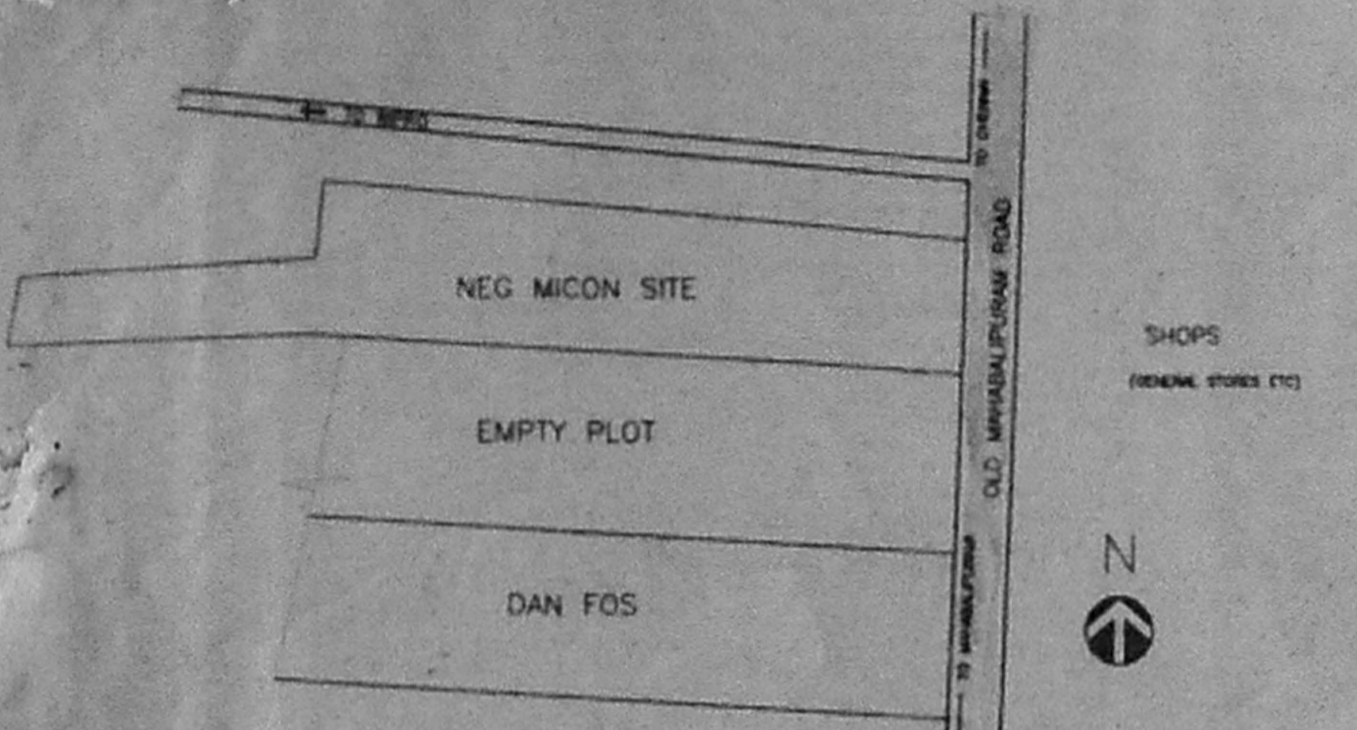 TO CHENNAI
NEG MICON SITE
OLD MAHABALIPURAM ROAD
SHOPS
(GENERAL STORES ETC)
EMPTY PLOT
N
DAN FOS
TO MAHABALIPURAM